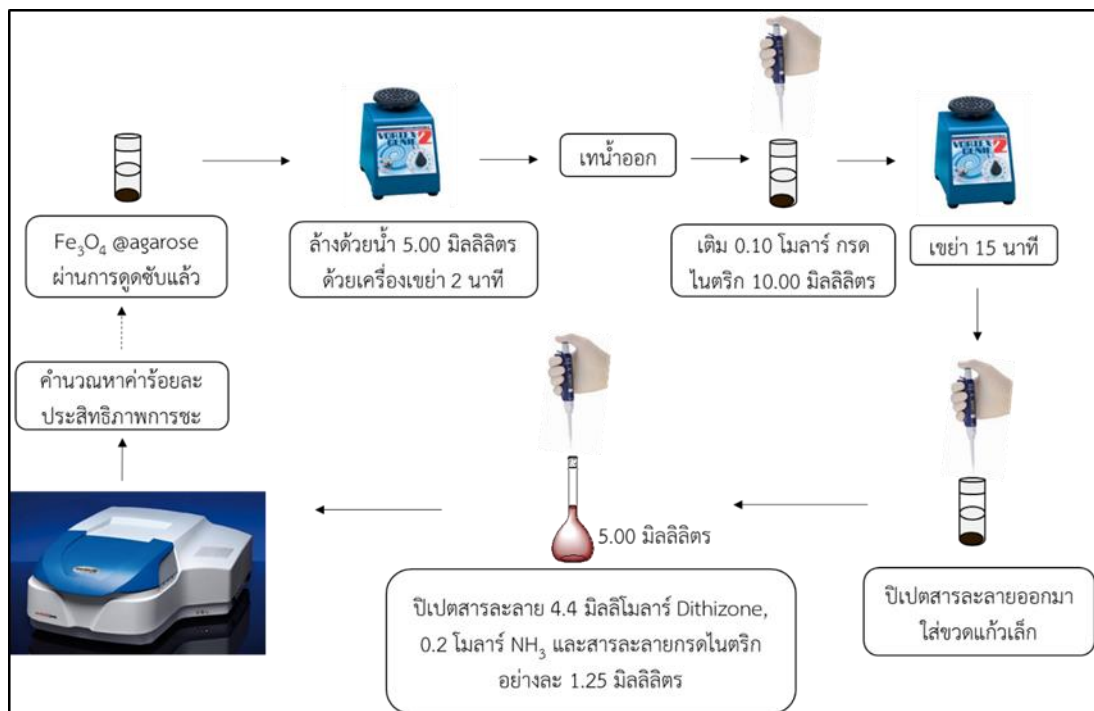 Fe3O4 @agarose
ผ่านการดูดซับแล้ว
VORTEX
GENIE 2
ล้างด้วยน้ำ 5.00 มิลลิลิตร
ด้วยเครื่องเขย่า 2 นาที
เทน้ำออก
เติม 0.10 โมลาร์ กรด
ไนตริก 10.00 มิลลิลิตร
VORTEX
GENIE 2
เขย่า 15 นาที
ปิเปตสารละลายออกมา
ใส่ขวดแก้วเล็ก
5.00 มิลลิลิตร
ปิเปตสารละลาย 4.4 มิลลิโมลาร์ Dithizone,
0.2 โมลาร์ NH3 และสารละลายกรดไนตริก
อย่างละ 1.25 มิลลิลิตร
คำนวณหาค่าร้อยละ
ประสิทธิภาพการชะ